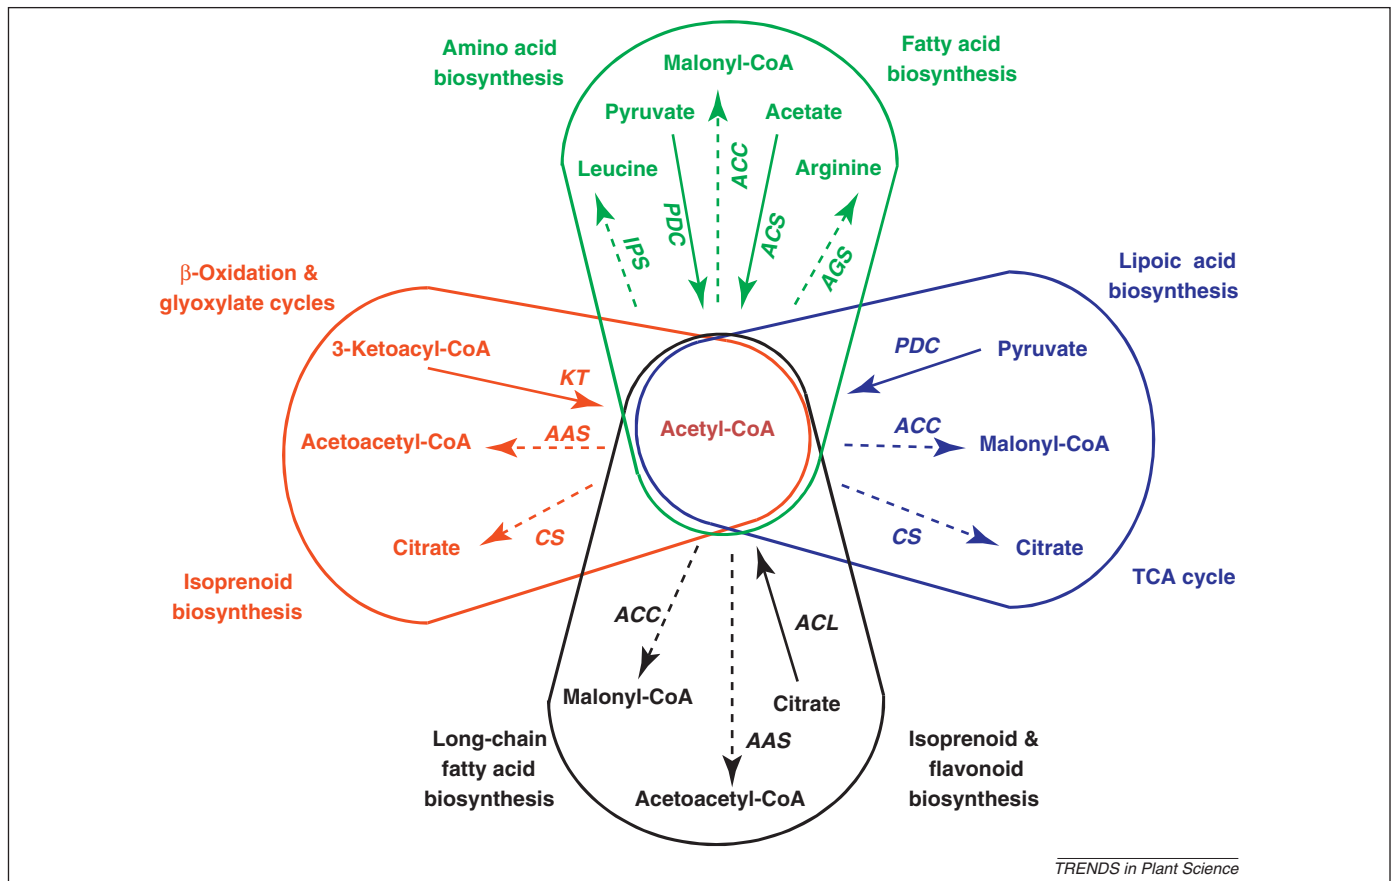 Amino acid
biosynthesis
Fatty acid
biosynthesis
Malonyl-CoA
Pyruvate
Acetate
Leucine
Arginine
IPS
PDC
ACC
ACS
AGS
β-Oxidation &
glyoxylate cycles
3-Ketoacyl-CoA
KT
Acetoacetyl-CoA
AAS
Citrate
CS
Isoprenoid
biosynthesis
Acetyl-CoA
Lipoic acid
biosynthesis
PDC
Pyruvate
ACC
Malonyl-CoA
CS
Citrate
TCA cycle
ACC
ACL
Malonyl-CoA
Citrate
AAS
Acetoacetyl-CoA
Long-chain
fatty acid
biosynthesis
Isoprenoid &
flavonoid
biosynthesis
TRENDS in Plant Science